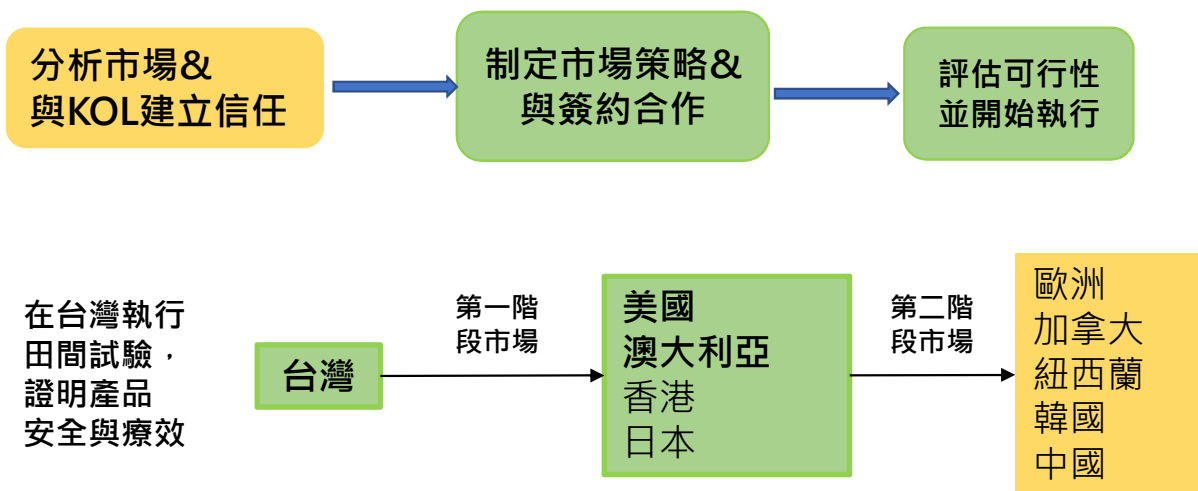 分析市場&
與KOL建立信任
制定市場策略&
與簽約合作
評估可行性
並開始執行
在台灣執行
田間試驗，
證明產品
安全與療效
台灣
第一階
段市場
美國
澳大利亞
香港
日本
第二階
段市場
歐洲
加拿大
紐西蘭
韓國
中國